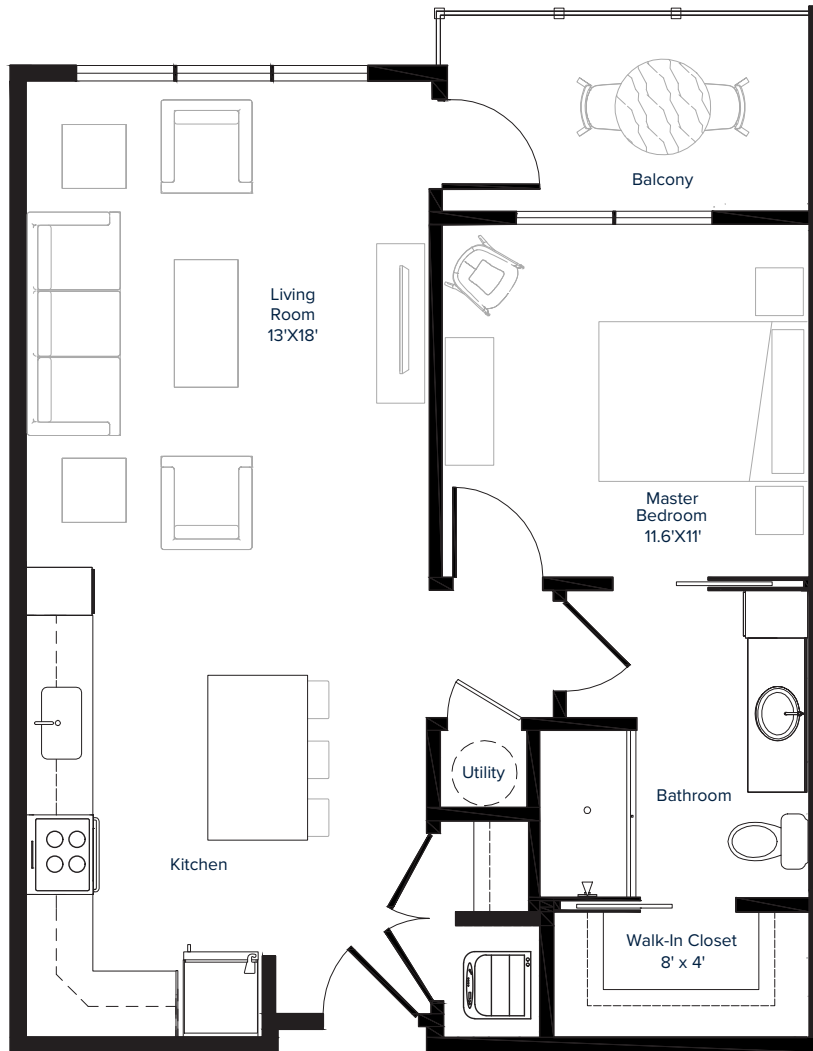 Balcony
Living
Room
13'X18'
Master
Bedroom
11.6'X11'
Utility
Bathroom
Kitchen
Walk-In Closet
8' x 4'